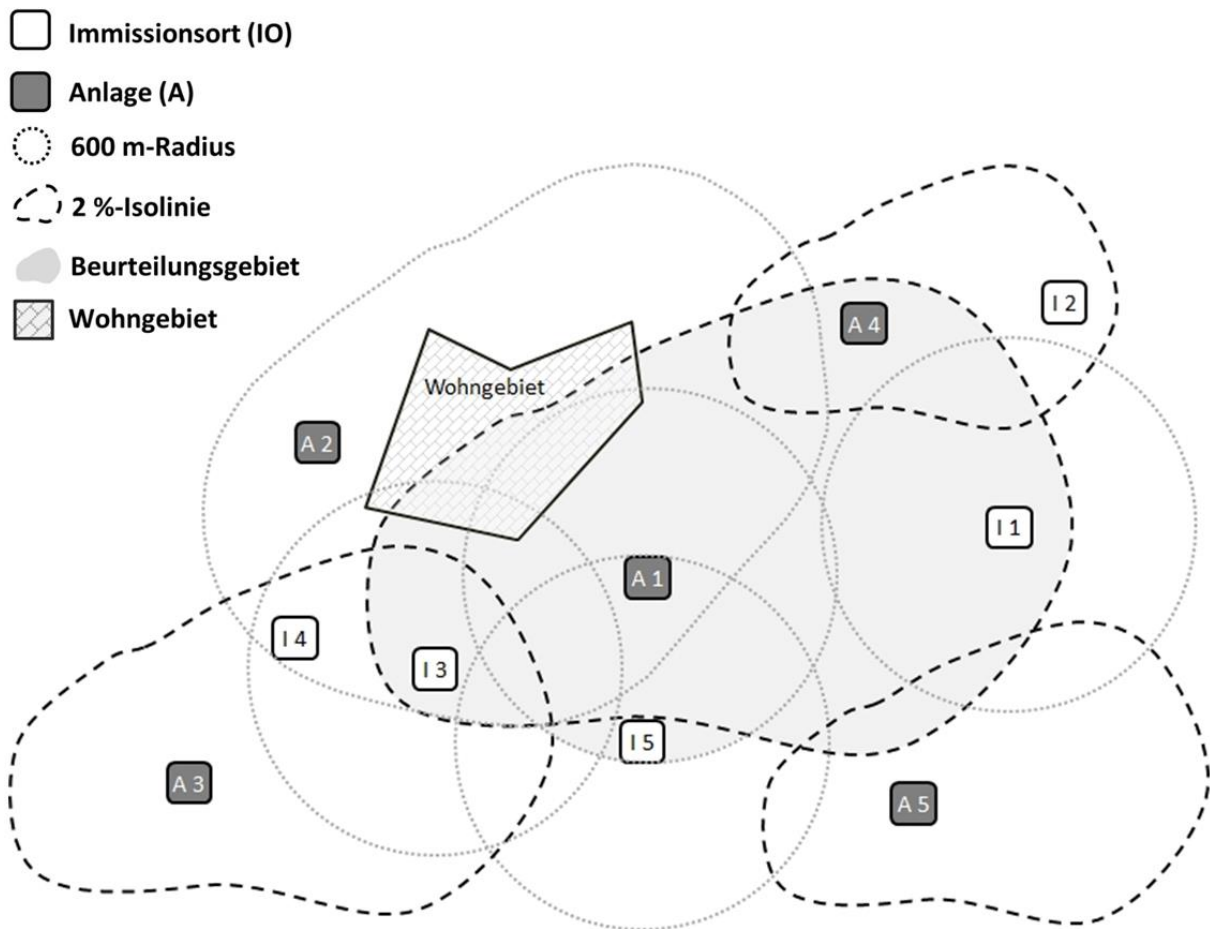 Immissionsort (IO)
Anlage (A)
600 m-Radius
2 %-Isolinie
Beurteilungsgebiet
Wohngebiet
I 2
A 4
Wohngebiet
A 2
I 1
A 1
I 4
I 3
I 5
A 3
A 5